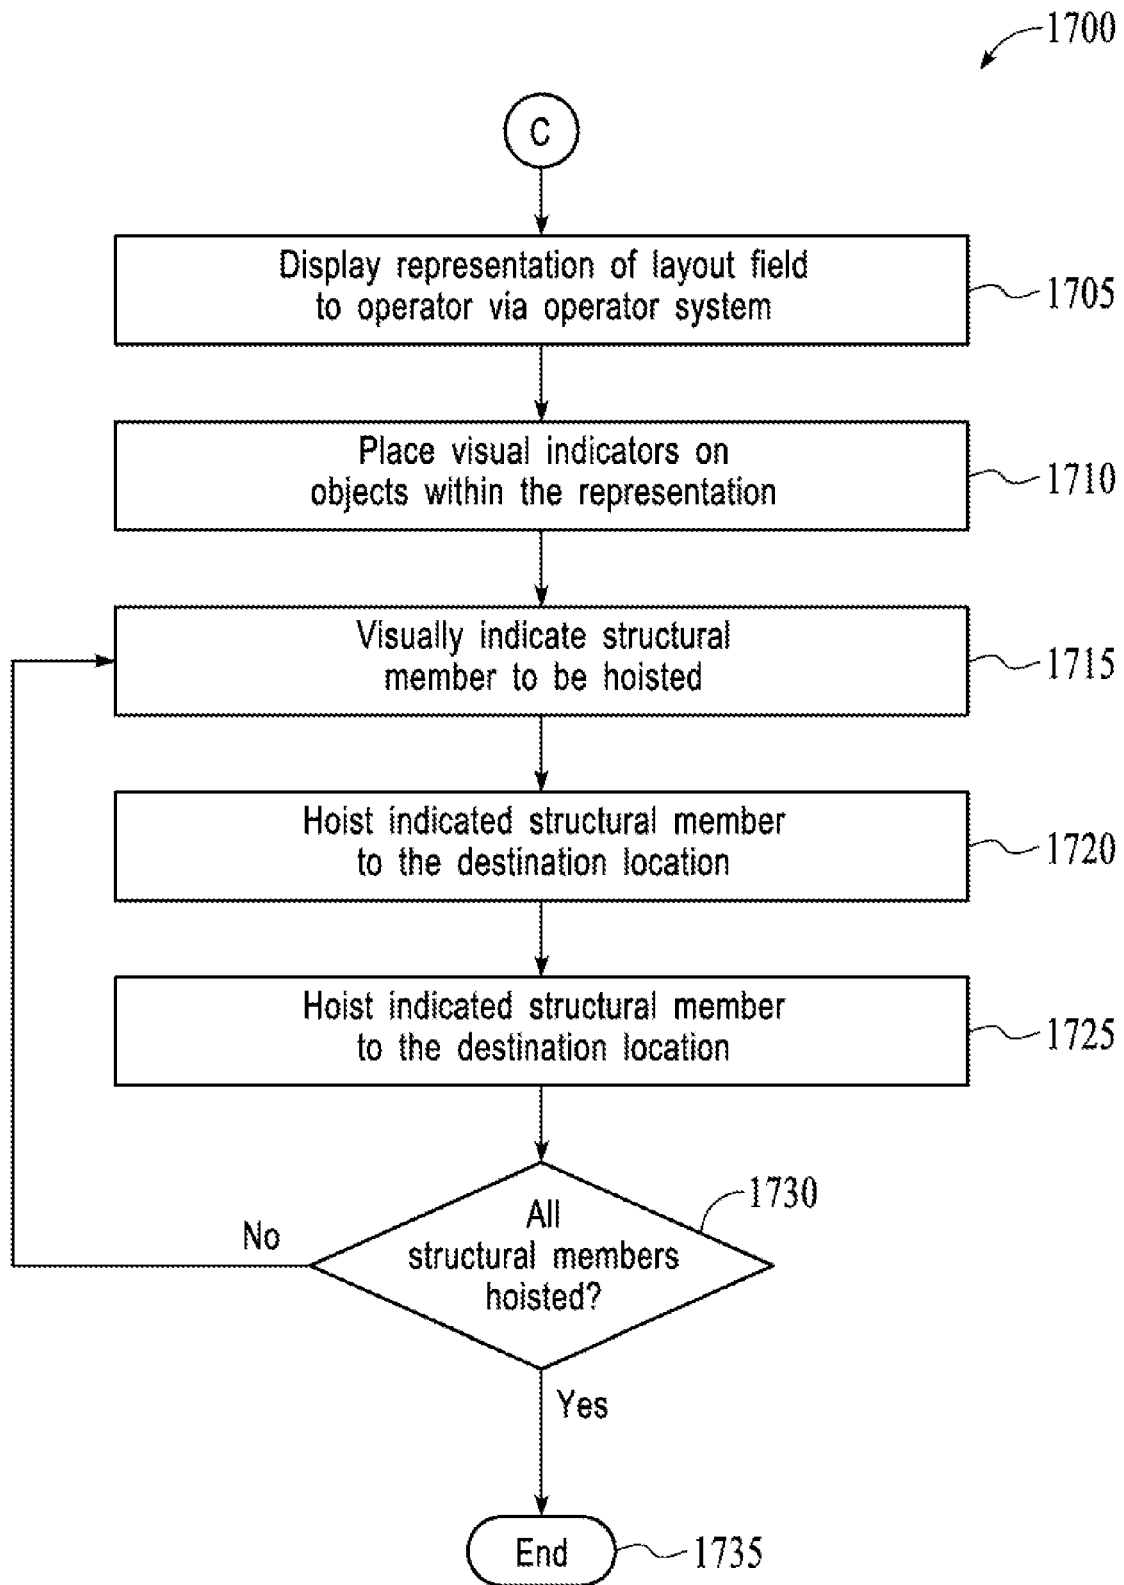 1700
C
Display representation of layout field
to operator via operator system
1705
Place visual indicators on
objects within the representation
1710
Visually indicate structural
member to be hoisted
1715
Hoist indicated structural member
to the destination location
1720
Hoist indicated structural member
to the destination location
1725
1730
All
structural members
hoisted?
No
Yes
End
1735